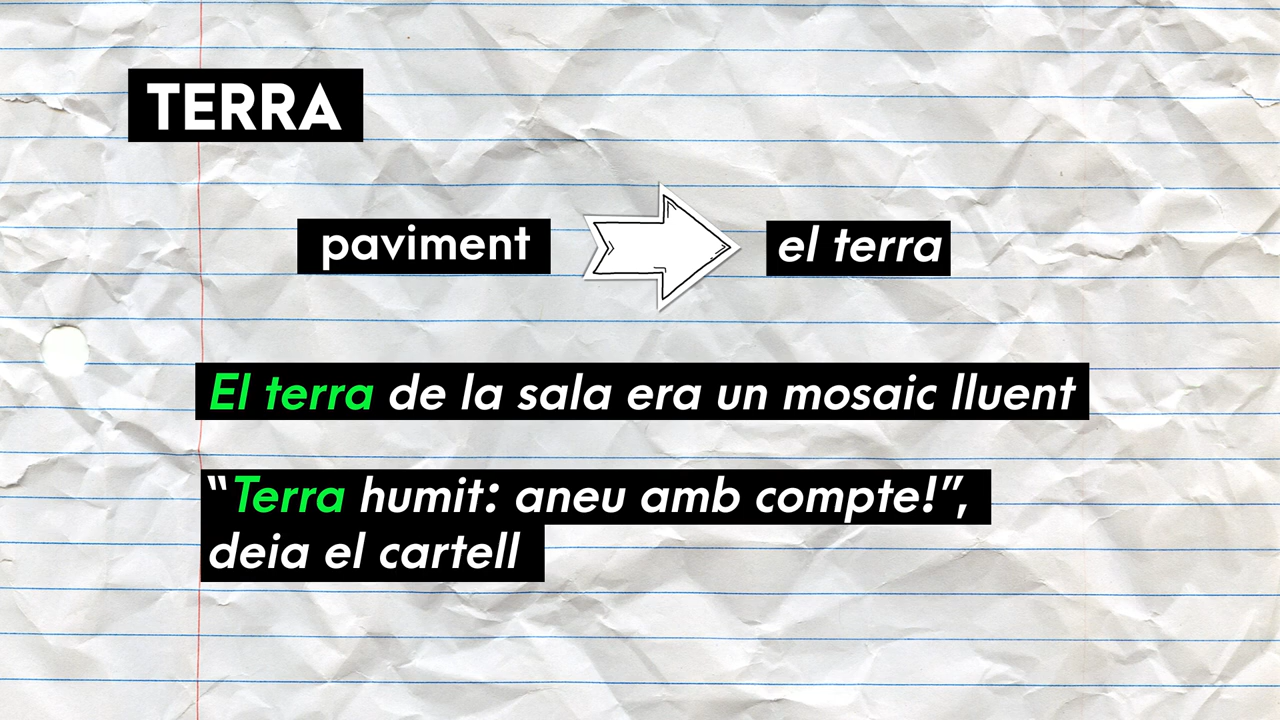 TERRA
paviment
el terra
El terra de la sala era un mosaic lluent
“Terra humit: aneu amb compte!”,
deia el cartell